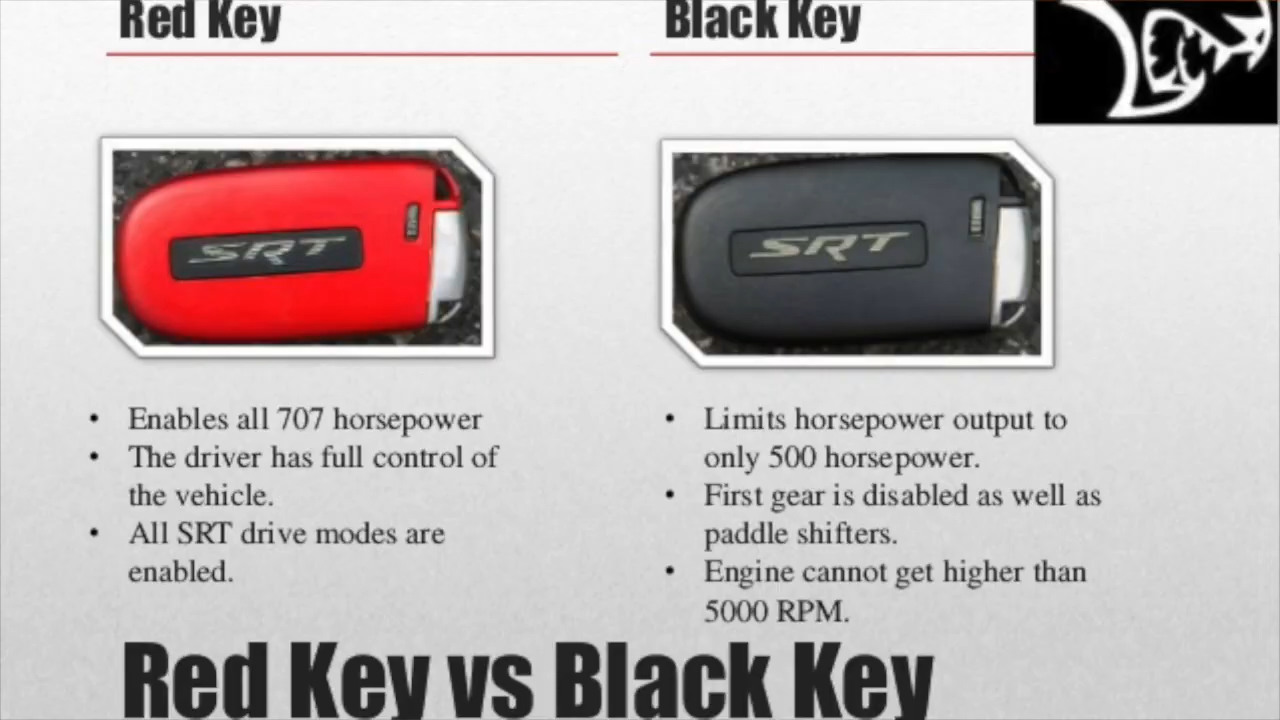 Red Key
SRT
• Enables all 707 horsepower
• The driver has full control of
the vehicle.
• All SRT drive modes are
enabled.
Black Key
SRT
• Limits horsepower output to
only 500 horsepower.
• First gear is disabled as well as
paddle shifters.
• Engine cannot get higher than
5000 RPM.
Red Key vs Black Key